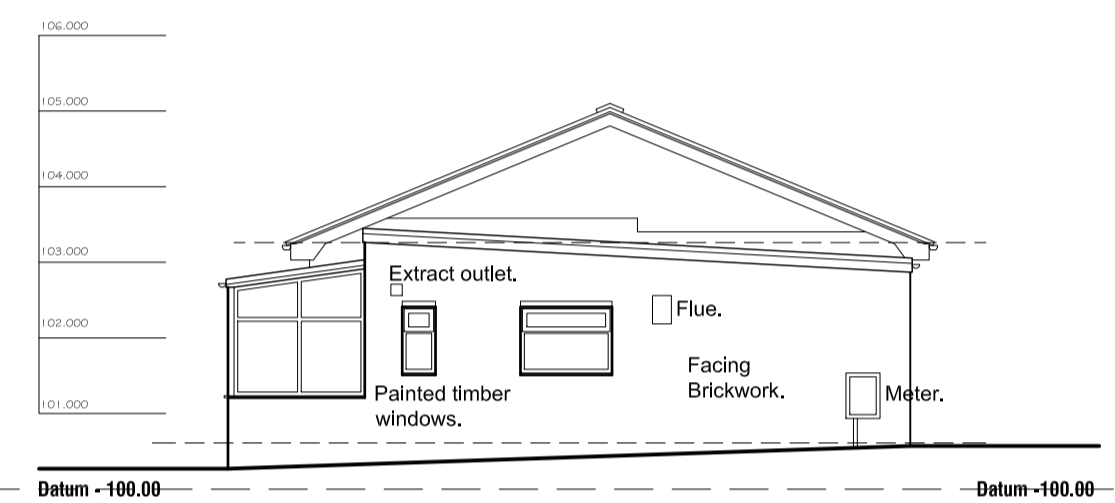 106.000
105.000
104.000
103.000
102.000
101.000
Extract outlet.
Flue.
Facing
Brickwork.
Painted timber
windows.
Meter.
Datum - 100.00
Datum -100.00